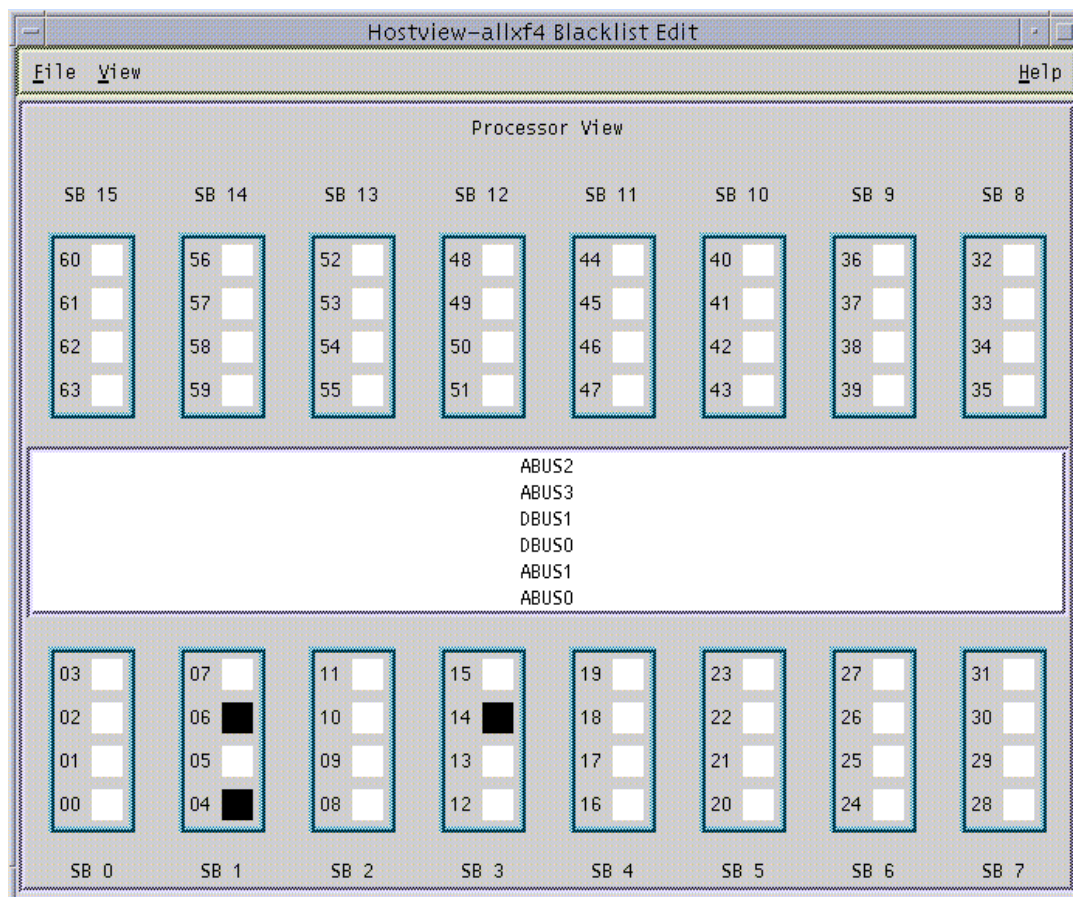 Hostview-allxf4 Blacklist Edit
File View Help
Processor View
SB 15 SB 14 SB 13 SB 12 SB 11 SB 10 SB 9 SB 8
60 56 52 48 44 40 36 32
61 57 53 49 45 41 37 33
62 58 54 50 46 42 38 34
63 59 55 51 47 43 39 35
ABUS2
ABUS3
DBUS1
DBUS0
ABUS1
ABUS0
03 07 11 15 19 23 27 31
02 06 10 14 18 22 26 30
01 05 09 13 17 21 25 29
00 04 08 12 16 20 24 28
SB 0 SB 1 SB 2 SB 3 SB 4 SB 5 SB 6 SB 7